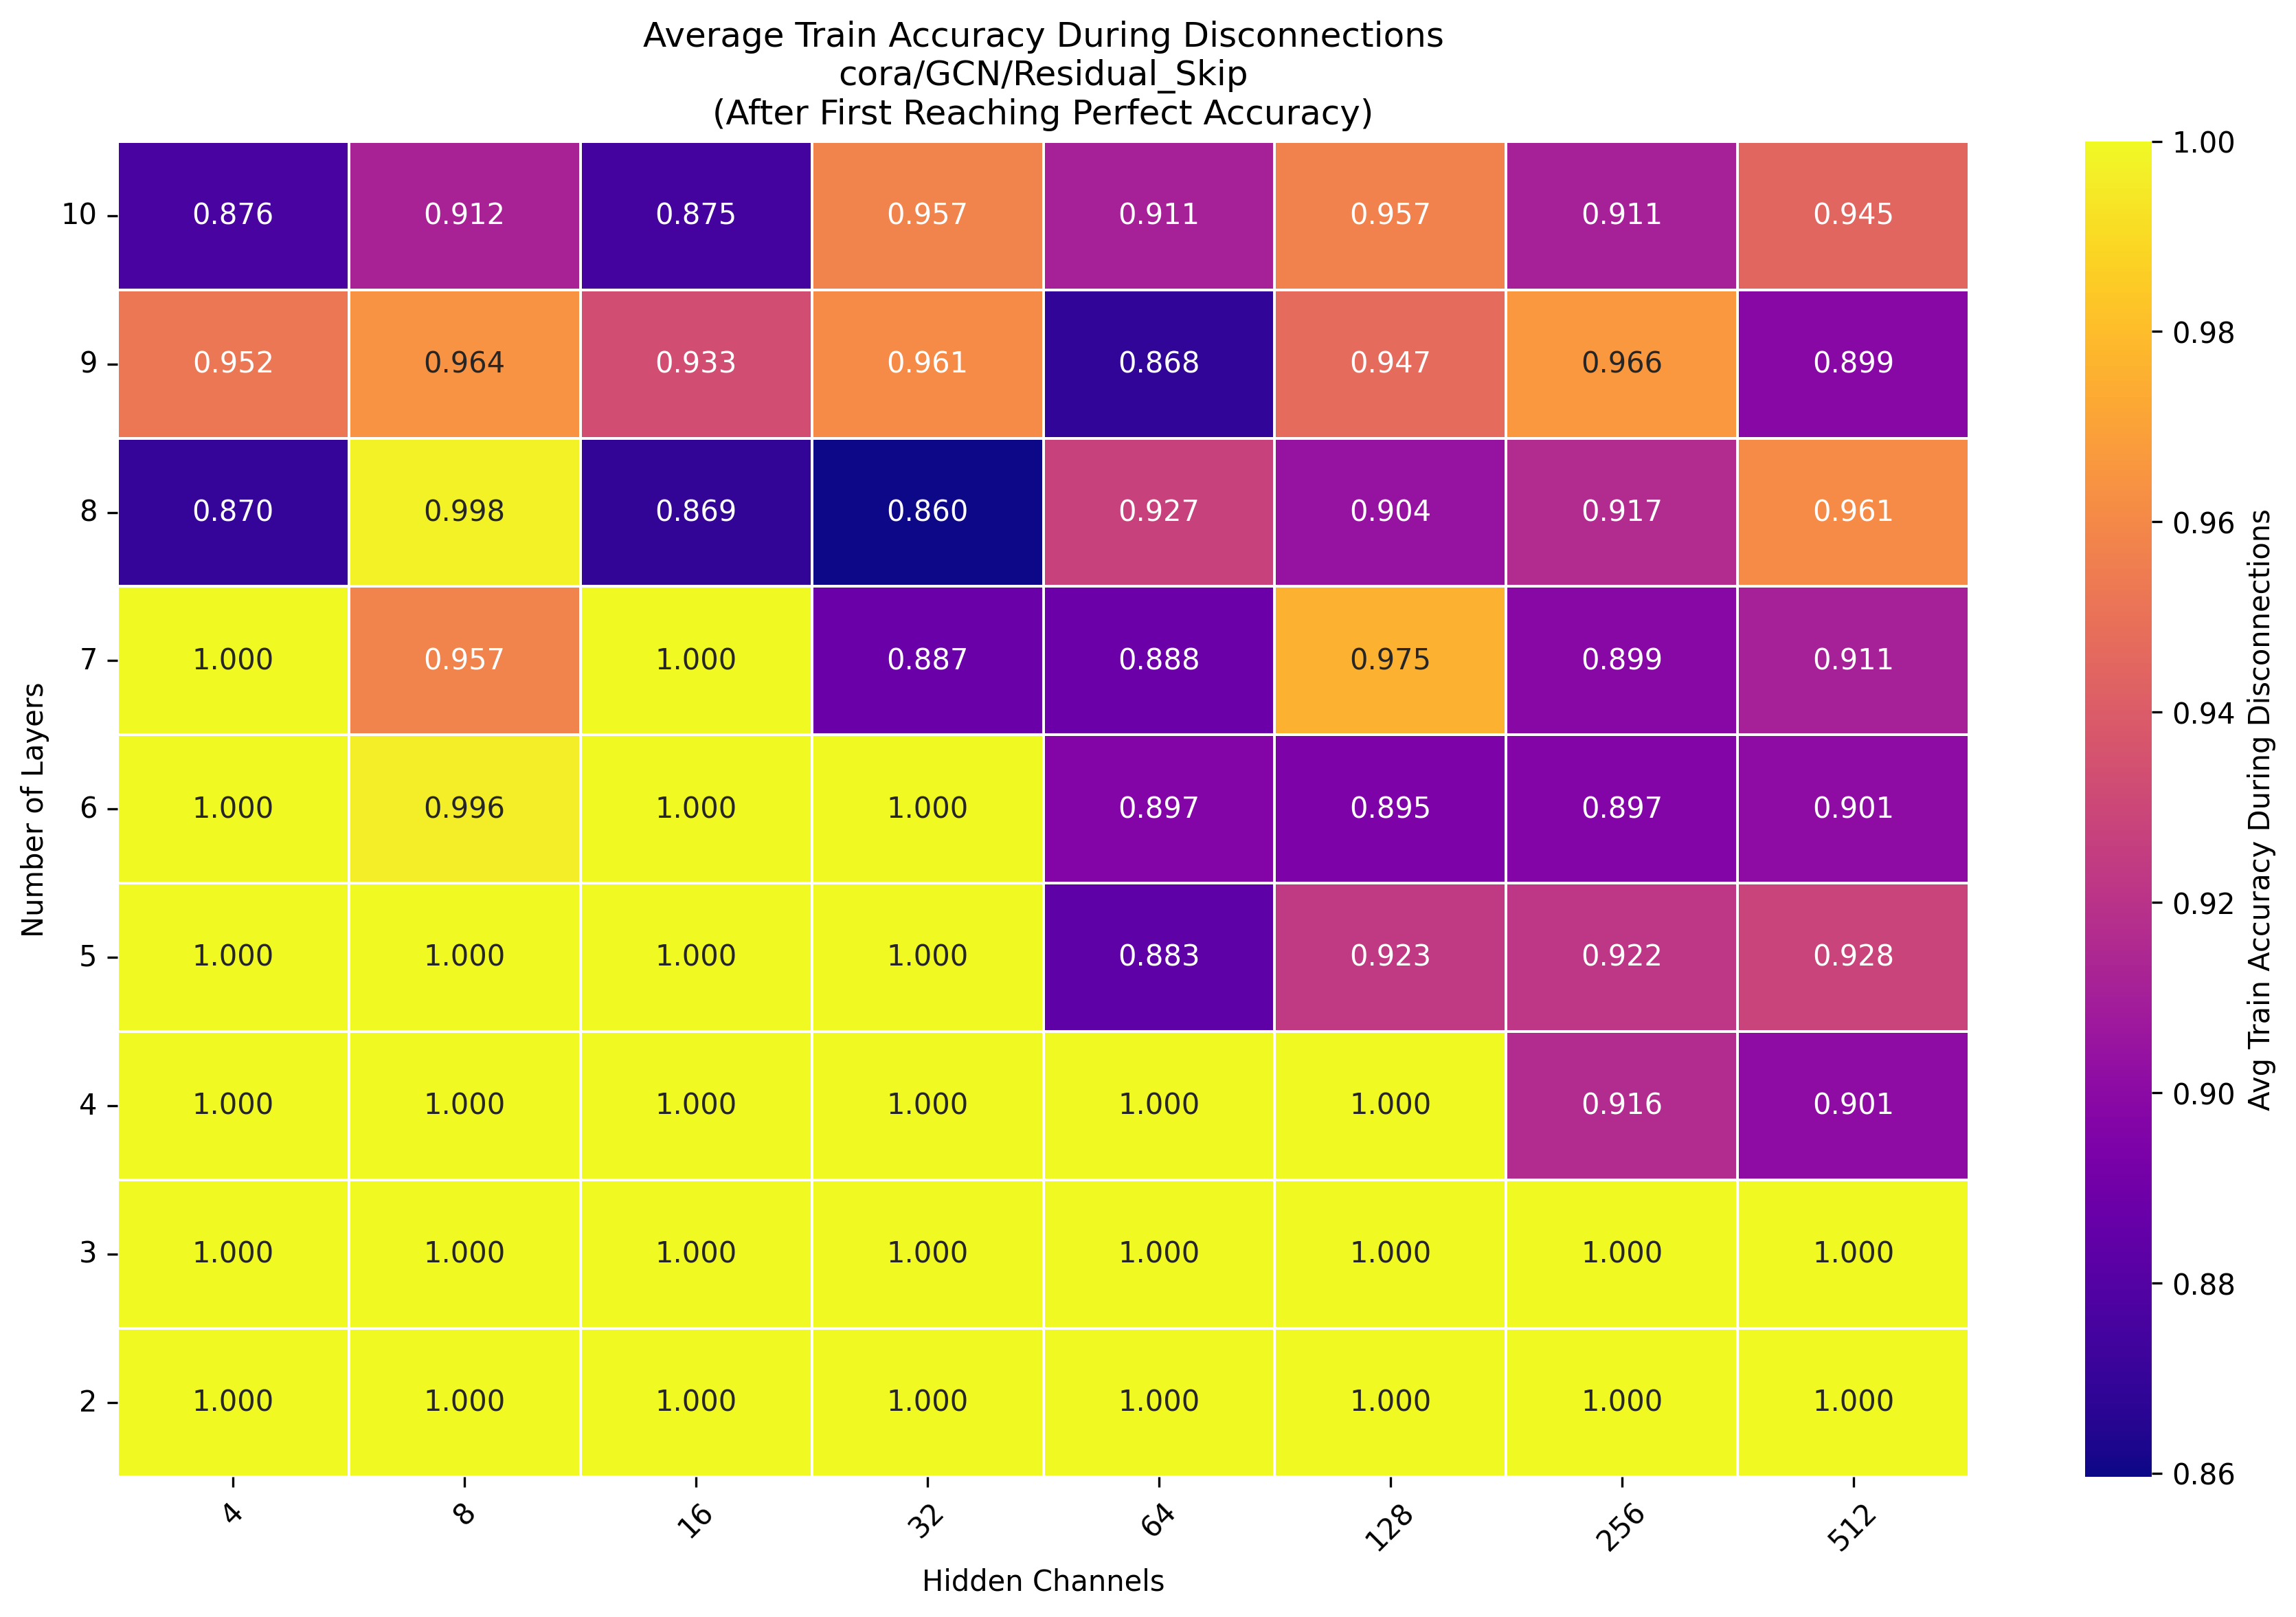 Average Train Accuracy During Disconnections
cora/GCN/Residual_Skip
(After First Reaching Perfect Accuracy)
Number of Layers
10 0.876 0.912 0.875 0.957 0.911 0.957 0.911 0.945
9 0.952 0.964 0.933 0.961 0.868 0.947 0.966 0.899
8 0.870 0.998 0.869 0.860 0.927 0.904 0.917 0.961
7 1.000 0.957 1.000 0.887 0.888 0.975 0.899 0.911
6 1.000 0.996 1.000 1.000 0.897 0.895 0.897 0.901
5 1.000 1.000 1.000 1.000 0.883 0.923 0.922 0.928
4 1.000 1.000 1.000 1.000 1.000 1.000 0.916 0.901
3 1.000 1.000 1.000 1.000 1.000 1.000 1.000 1.000
2 1.000 1.000 1.000 1.000 1.000 1.000 1.000 1.000
4 8 16 32 64 128 256 512
Hidden Channels
1.00
0.98
0.96
0.94
0.92
0.90
0.88
0.86
Avg Train Accuracy During Disconnections